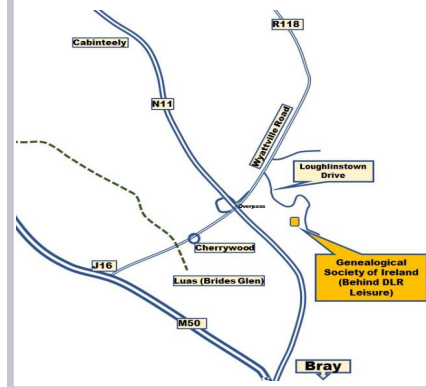 R118
Cabinteely
N11
Wyattville Road
Loughlinstown
Drive
Overpass
Cherrywood
Genealogical
Society of Ireland
(Behind DLR
Leisure)
J16
Luas (Brides Glen)
M50
Bray